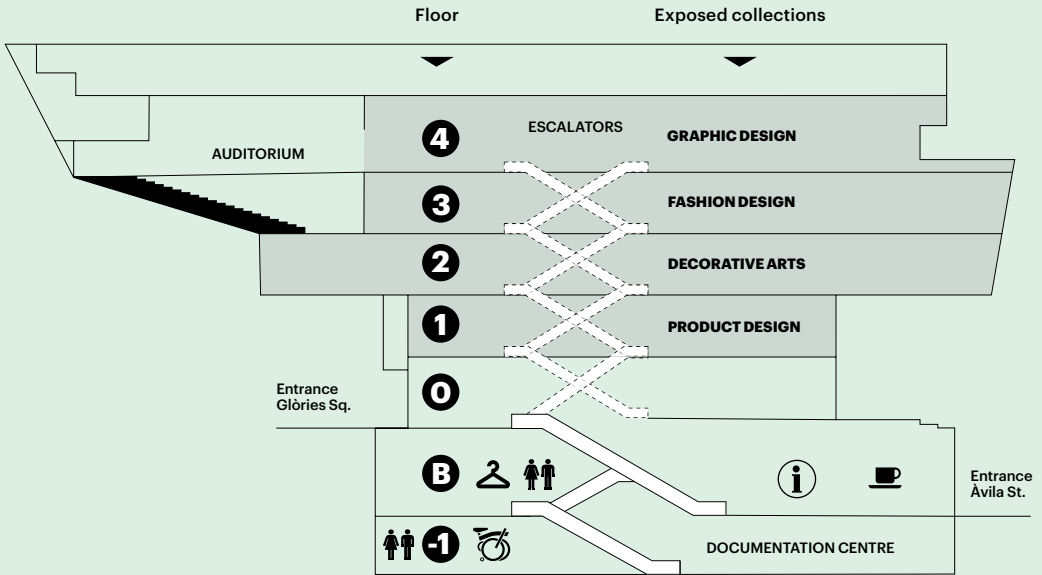 Floor
Exposed collections
4
ESCALATORS
GRAPHIC DESIGN
AUDITORIUM
3
FASHION DESIGN
2
DECORATIVE ARTS
1
PRODUCT DESIGN
0
Entrance
Glòries Sq.
B
i
Entrance
Àvila St.
-1
DOCUMENTATION CENTRE